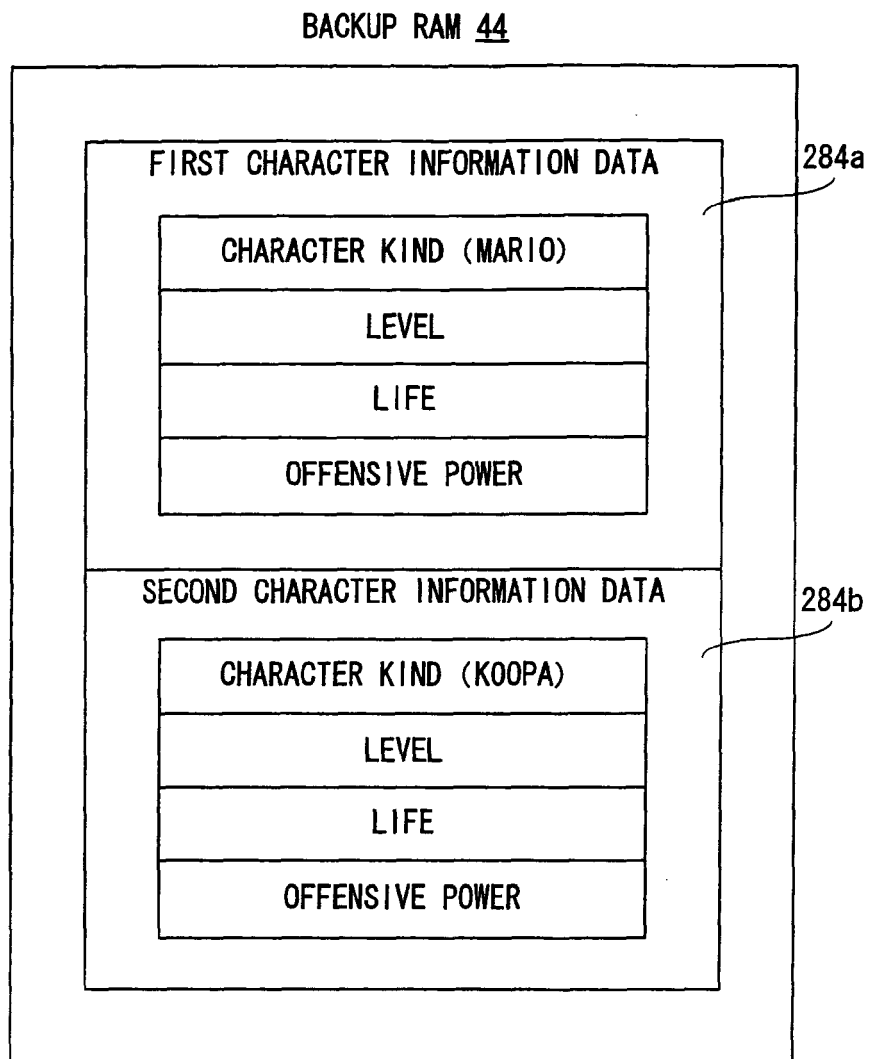 BACKUP RAM 44
FIRST CHARACTER INFORMATION DATA
284a
CHARACTER KIND (MARIO)
LEVEL
LIFE
OFFENSIVE POWER
SECOND CHARACTER INFORMATION DATA
284b
CHARACTER KIND (KOOPA)
LEVEL
LIFE
OFFENSIVE POWER